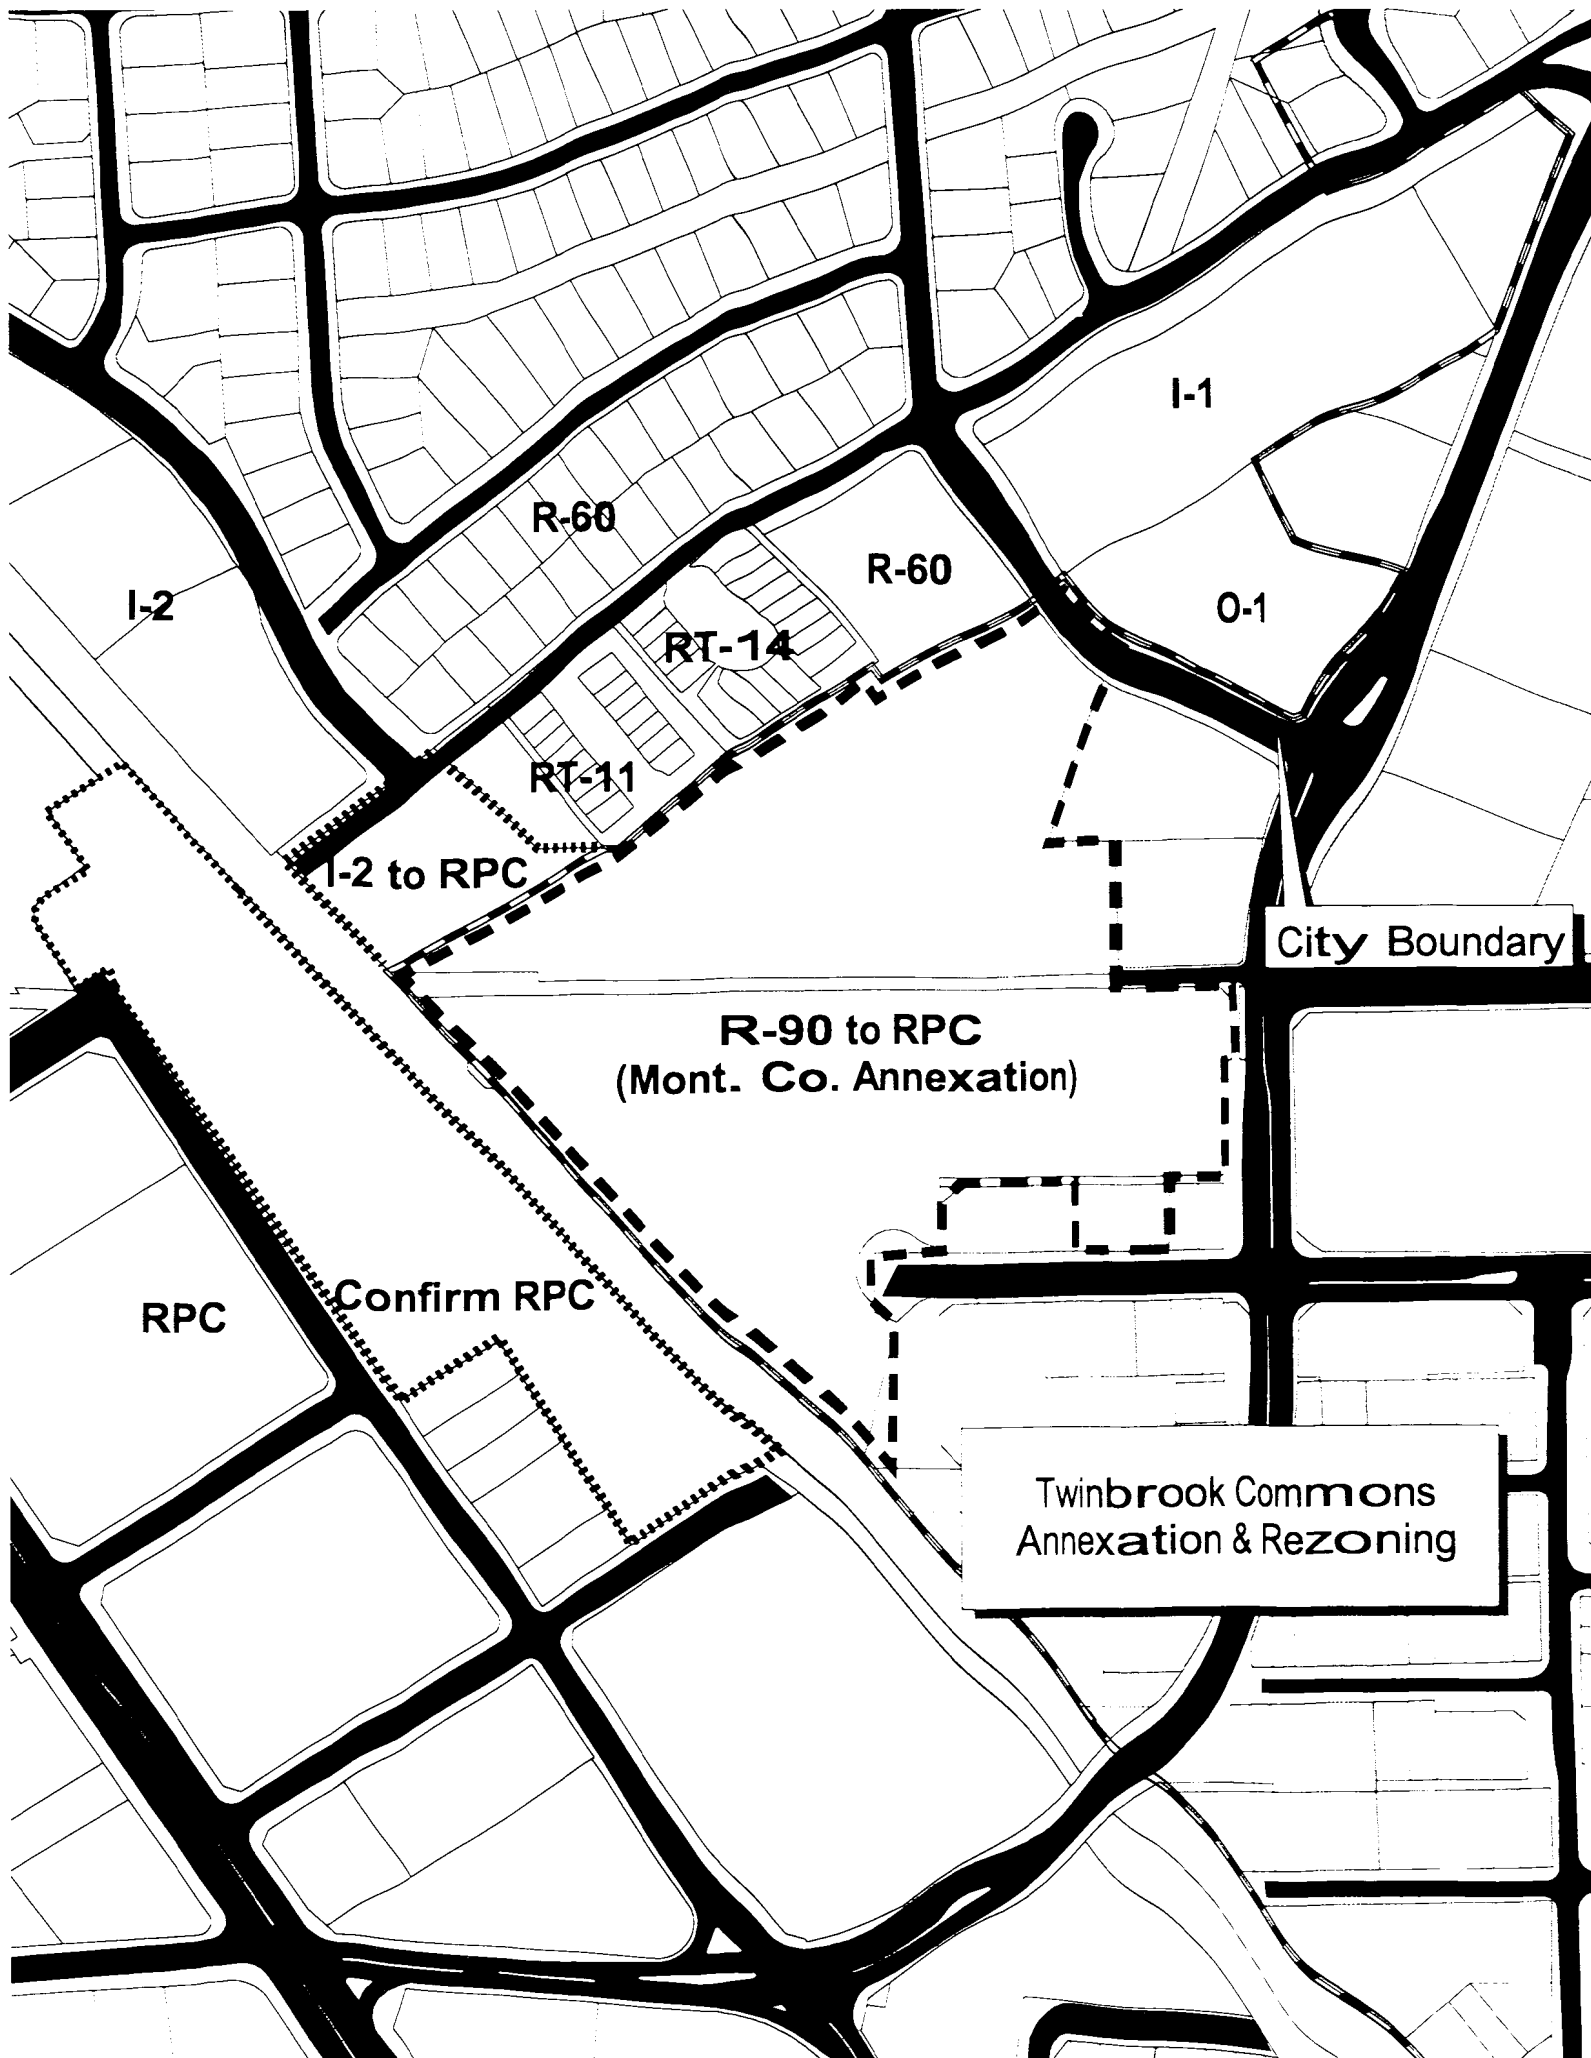 I-1
R-60
R-60
I-2
O-1
RT-14
RT-11
I-2 to RPC
City Boundary
R-90 to RPC
(Mont. Co. Annexation)
Confirm RPC
RPC
Twinbrook Commons
Annexation & Rezoning